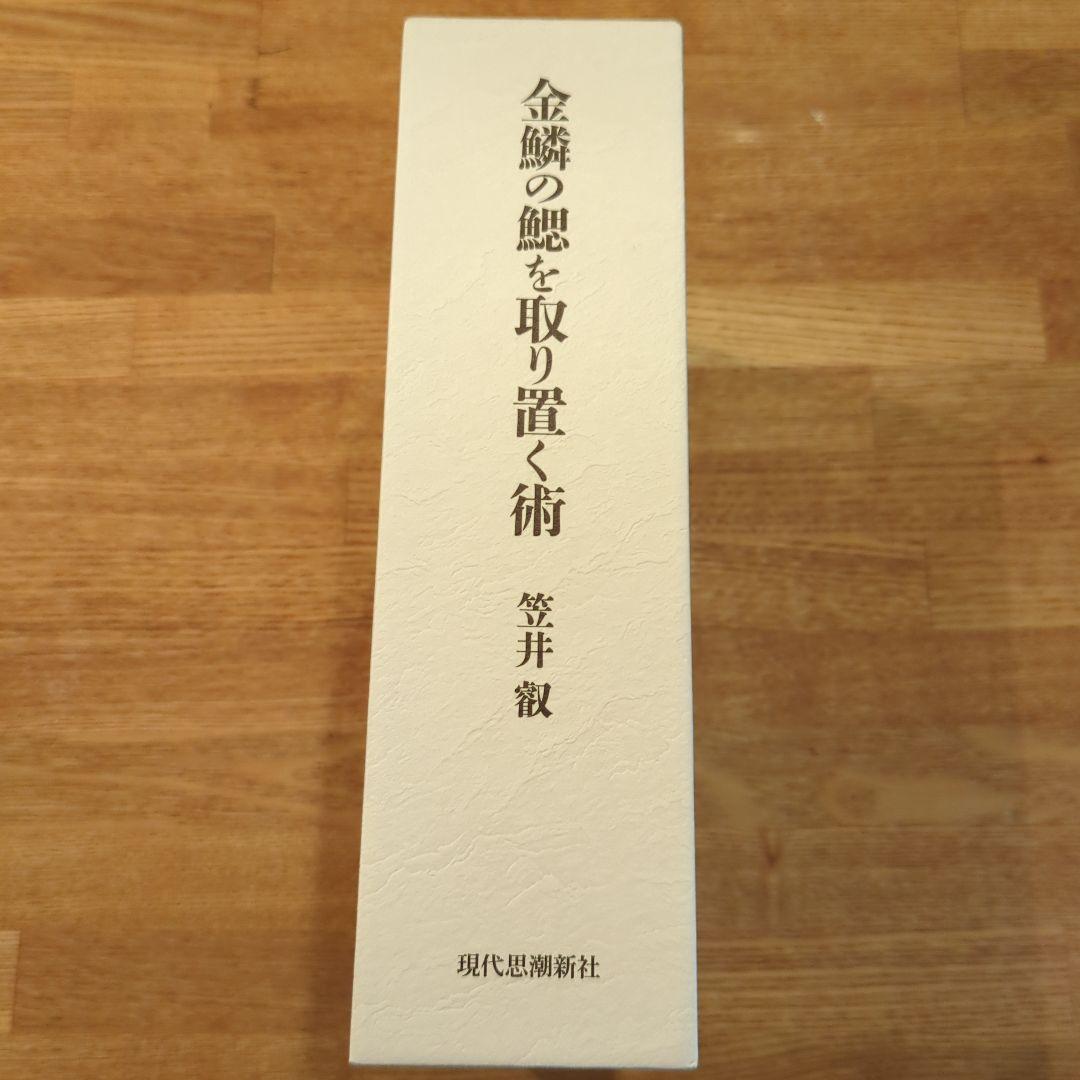 金鱗の鰓を取り置く術
笠井叡
現代思潮新社